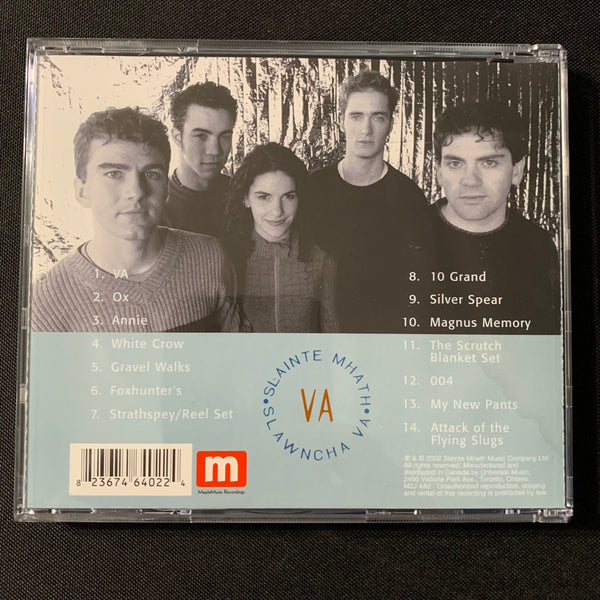 1. VA
2. Ox
3. Annie
4. White Crow
5. Gravel Walks
6. Foxhunter's
7. Strathspey/Reel Set
8. 10 Grand
9. Silver Spear
10. Magnus Memory
11. The Scrutch
Blanket Set
12. 004
13. My New Pants
14. Attack of the
Flying Slugs
•SLAINTE MHATH•
S'LAWNCHA VA
VA
8 23674 64022 4
m
MapleMusic Recordings
℗ & © 2002 Slainte Mhath Music Company Ltd.
All rights reserved. Manufactured and
distributed in Canada by Universal Music,
2450 Victoria Park Ave., Toronto, Ontario,
M2J 4A2. Unauthorized reproduction, copying
and rental of this recording is prohibited by law.